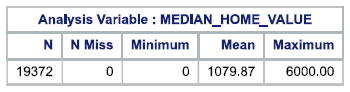 Analysis Variable : MEDIAN_HOME_VALUE
N N Miss Minimum Mean Maximum
19372 0 0 1079.87 6000.00